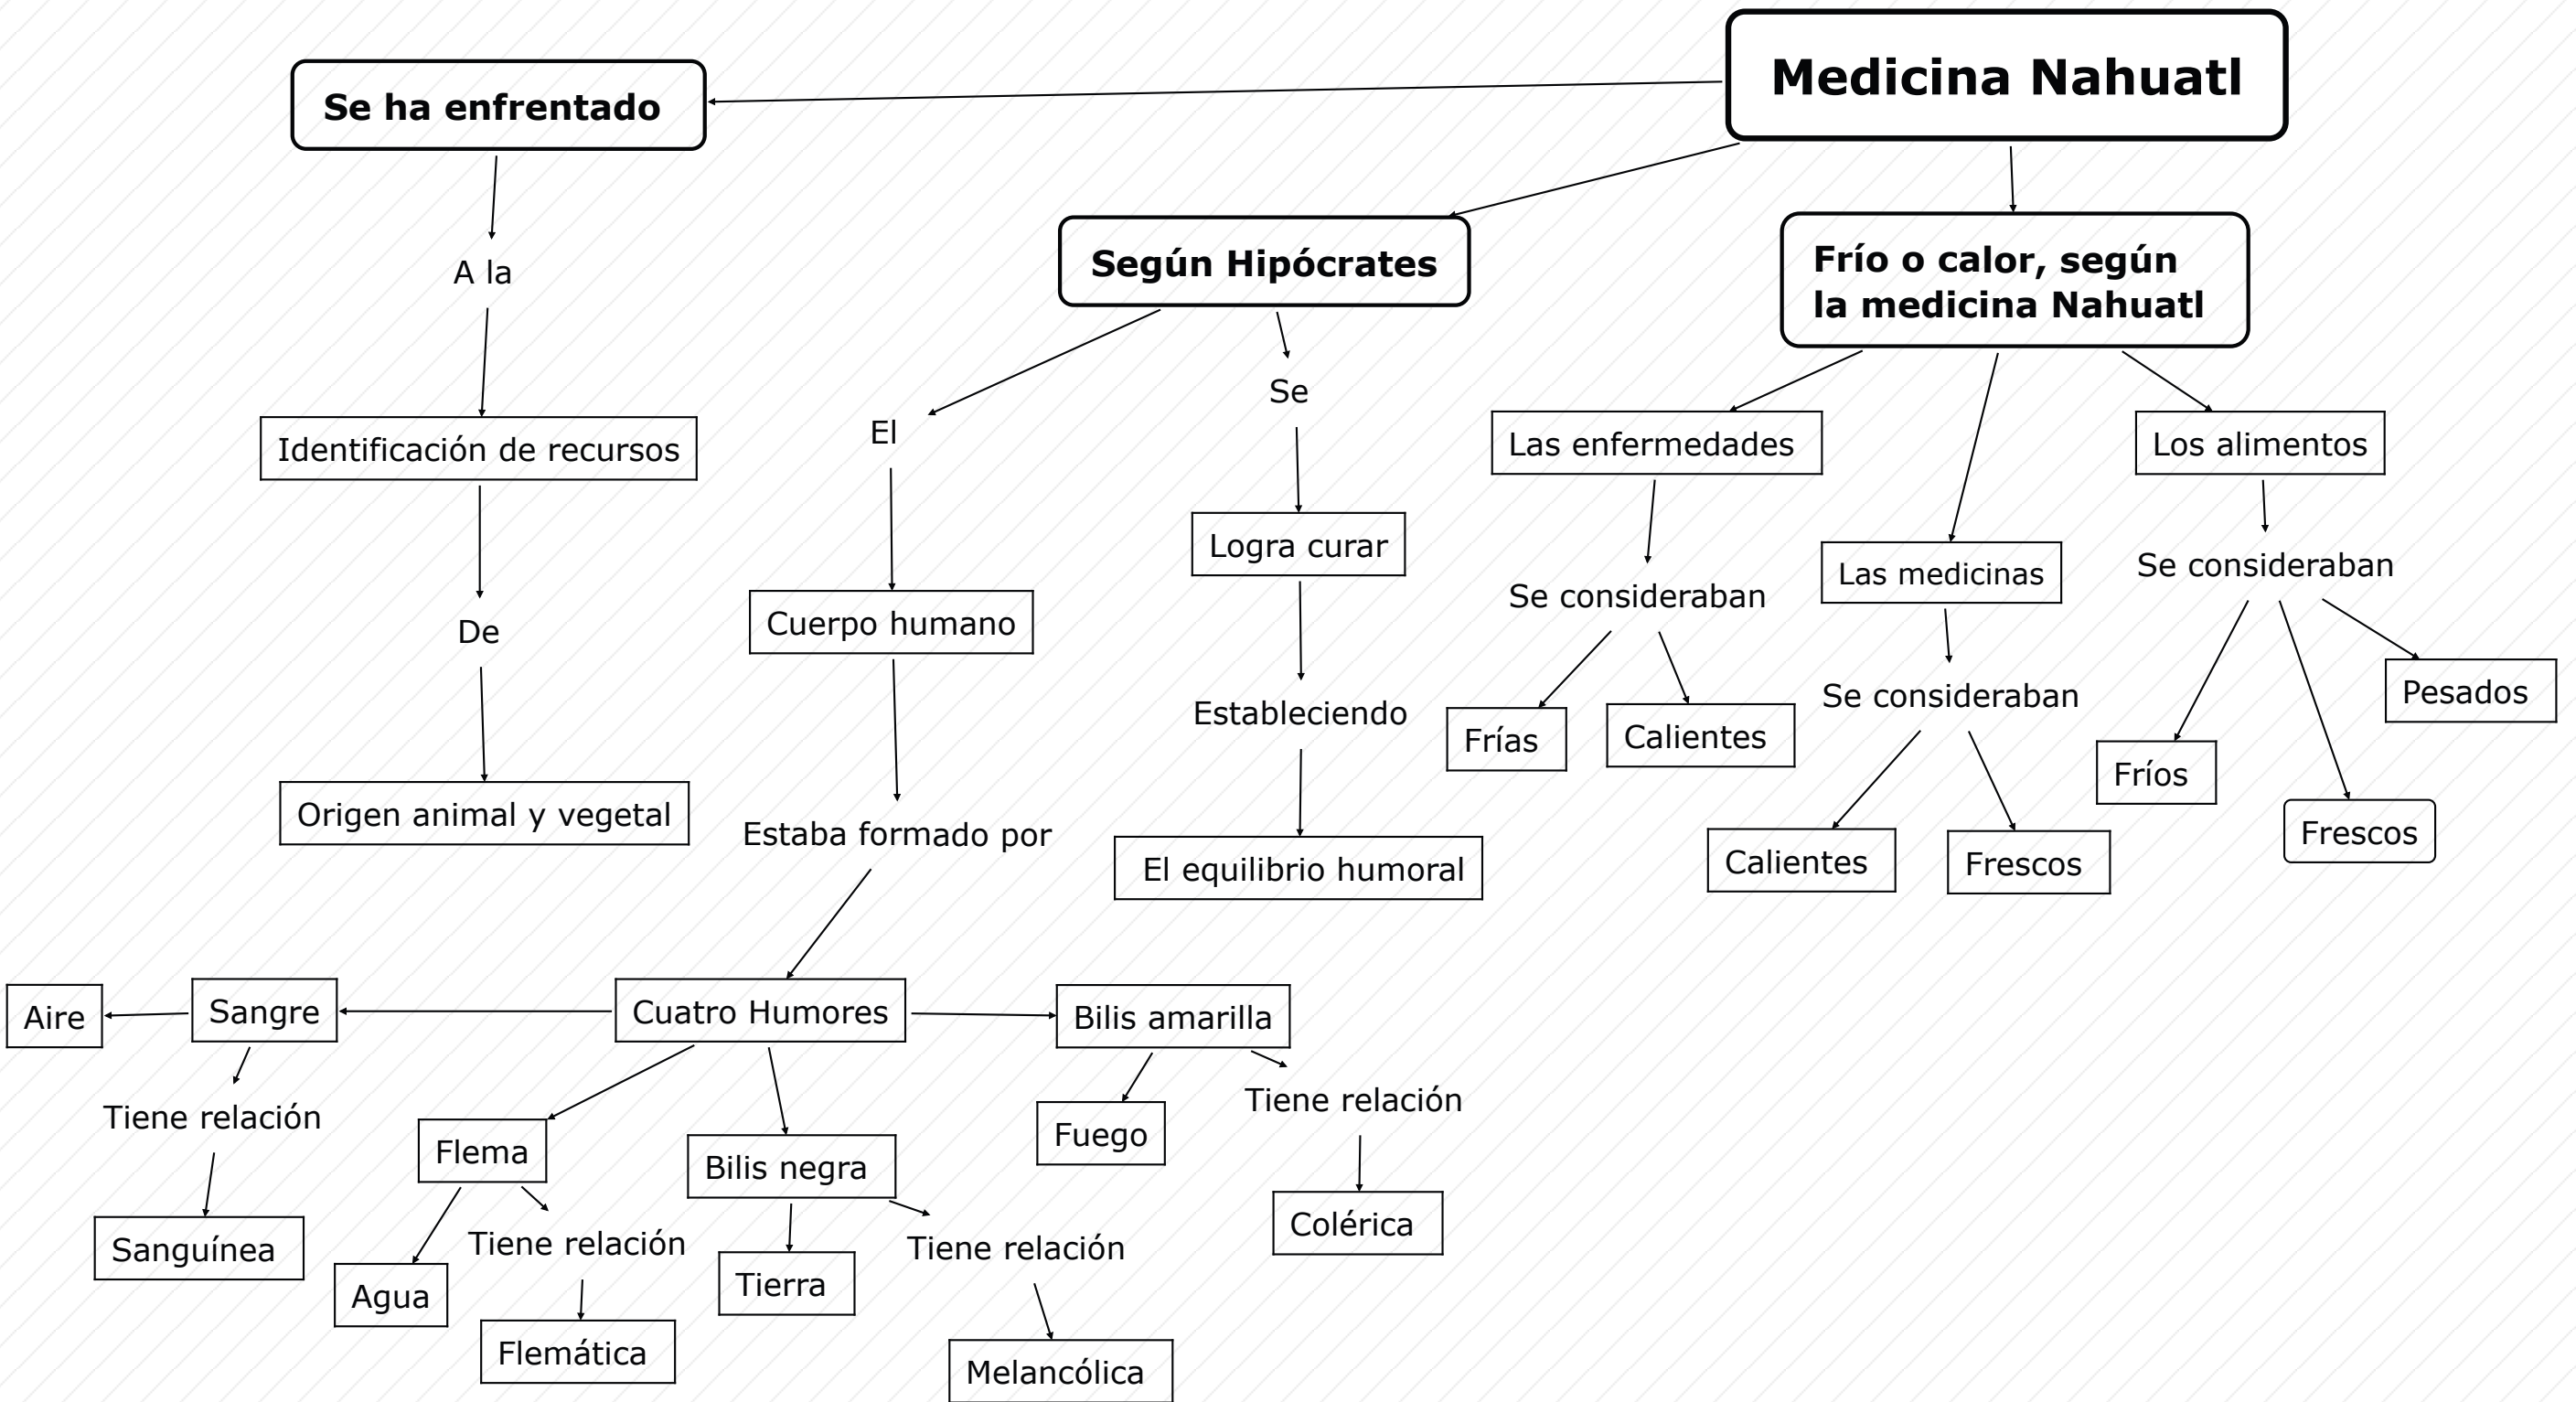 Medicina Nahuatl
Se ha enfrentado
A la
Identificación de recursos
De
Origen animal y vegetal
Según Hipócrates
El
Cuerpo humano
Estaba formado por
Cuatro Humores
Sangre
Aire
Tiene relación
Sanguínea
Flema
Agua
Tiene relación
Flemática
Bilis negra
Tierra
Tiene relación
Melancólica
Bilis amarilla
Fuego
Tiene relación
Colérica
Se
Logra curar
Estableciendo
El equilibrio humoral
Frío o calor, según
la medicina Nahuatl
Las enfermedades
Se consideraban
Frías
Calientes
Las medicinas
Se consideraban
Calientes
Frescos
Los alimentos
Se consideraban
Fríos
Frescos
Pesados